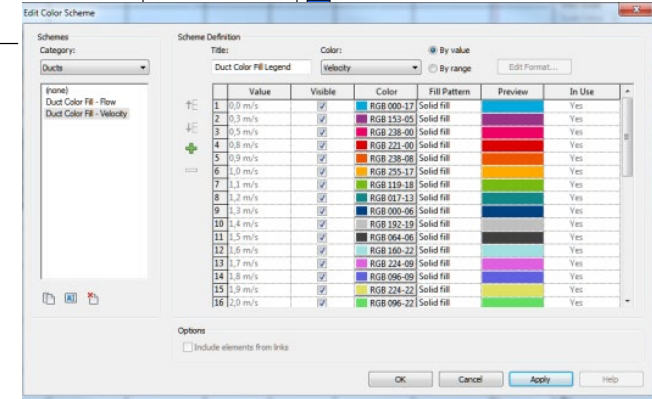 Edit Color Scheme
Schemes
Category:
Ducts
(none)
Duct Color Fill - Flow
Duct Color Fill - Velocity
Scheme Definition
Title: Color: By value
Duct Color Fill Legend Velocity By range Edit Format...
Value Visible Color Fill Pattern Preview In Use
1 0,0 m/s RGB 000-17 Solid fill Yes
2 0,3 m/s RGB 153-05 Solid fill Yes
3 0,5 m/s RGB 238-00 Solid fill Yes
4 0,8 m/s RGB 221-00 Solid fill Yes
5 0,9 m/s RGB 238-08 Solid fill Yes
6 1,0 m/s RGB 255-17 Solid fill Yes
7 1,1 m/s RGB 119-18 Solid fill Yes
8 1,2 m/s RGB 017-13 Solid fill Yes
9 1,3 m/s RGB 000-06 Solid fill Yes
10 1,4 m/s RGB 192-19 Solid fill Yes
11 1,5 m/s RGB 064-06 Solid fill Yes
12 1,6 m/s RGB 160-22 Solid fill Yes
13 1,7 m/s RGB 224-09 Solid fill Yes
14 1,8 m/s RGB 096-09 Solid fill Yes
15 1,9 m/s RGB 224-22 Solid fill Yes
16 2,0 m/s RGB 096-22 Solid fill Yes
Options
Include elements from links
OK Cancel Apply Help